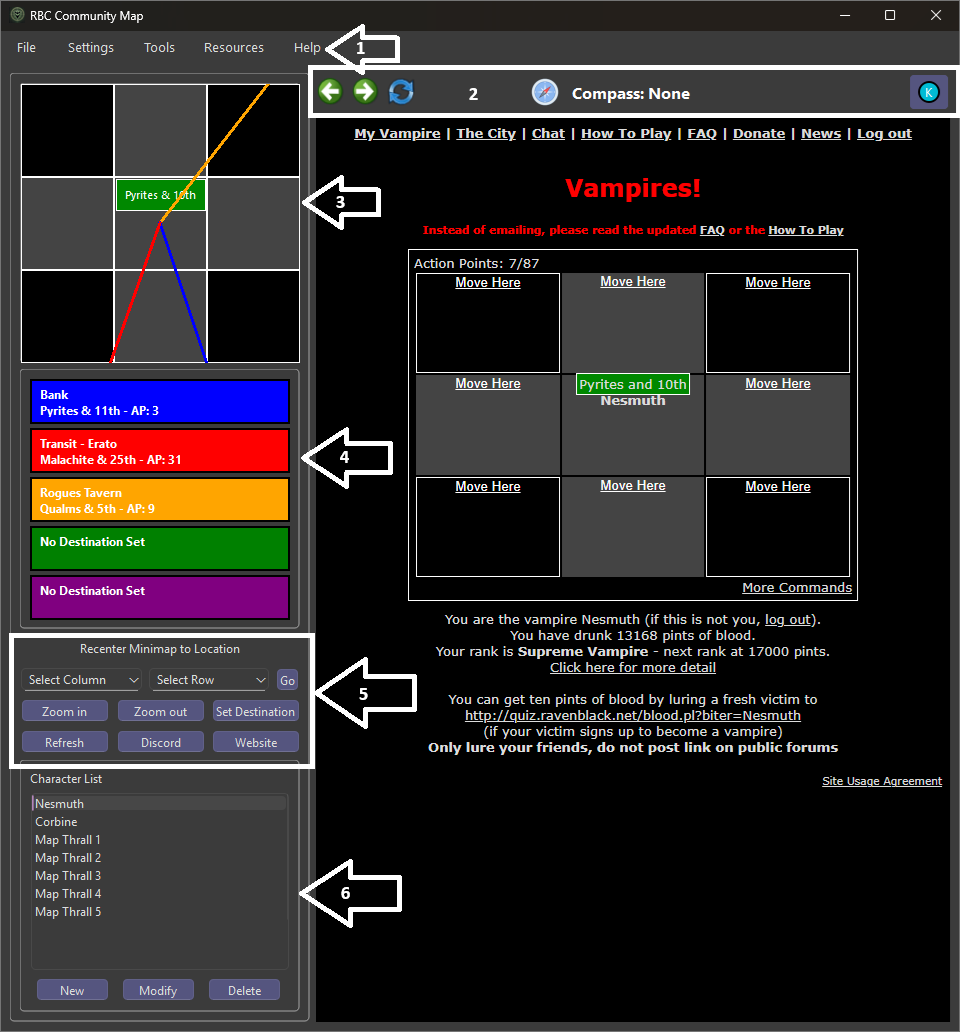 RBC Community Map
File Settings Tools Resources Help
1
2
Compass: None
K
My Vampire | The City | Chat | How To Play | FAQ | Donate | News | Log out
Vampires!
Instead of emailing, please read the updated FAQ or the How To Play
Pyrites & 10th
3
Action Points: 7/87
Move Here Move Here Move Here
Move Here Pyrites and 10th Move Here
Nesmuth
Move Here Move Here Move Here
More Commands
Bank
Pyrites & 11th - AP: 3
Transit - Erato
Malachite & 25th - AP: 31
4
Rogues Tavern
Qualms & 5th - AP: 9
No Destination Set
No Destination Set
You are the vampire Nesmuth (if this is not you, log out).
You have drunk 13168 pints of blood.
Your rank is Supreme Vampire - next rank at 17000 pints.
Click here for more detail
You can get ten pints of blood by luring a fresh victim to
http://quiz.ravenblack.net/blood.pl?biter=Nesmuth
(if your victim signs up to become a vampire)
Only lure your friends, do not post link on public forums
Site Usage Agreement
Recenter Minimap to Location
Select Column Select Row Go
5
Zoom in Zoom out Set Destination
Refresh Discord Website
Character List
Nesmuth
Corbine
Map Thrall 1
Map Thrall 2
Map Thrall 3
Map Thrall 4
Map Thrall 5
6
New Modify Delete